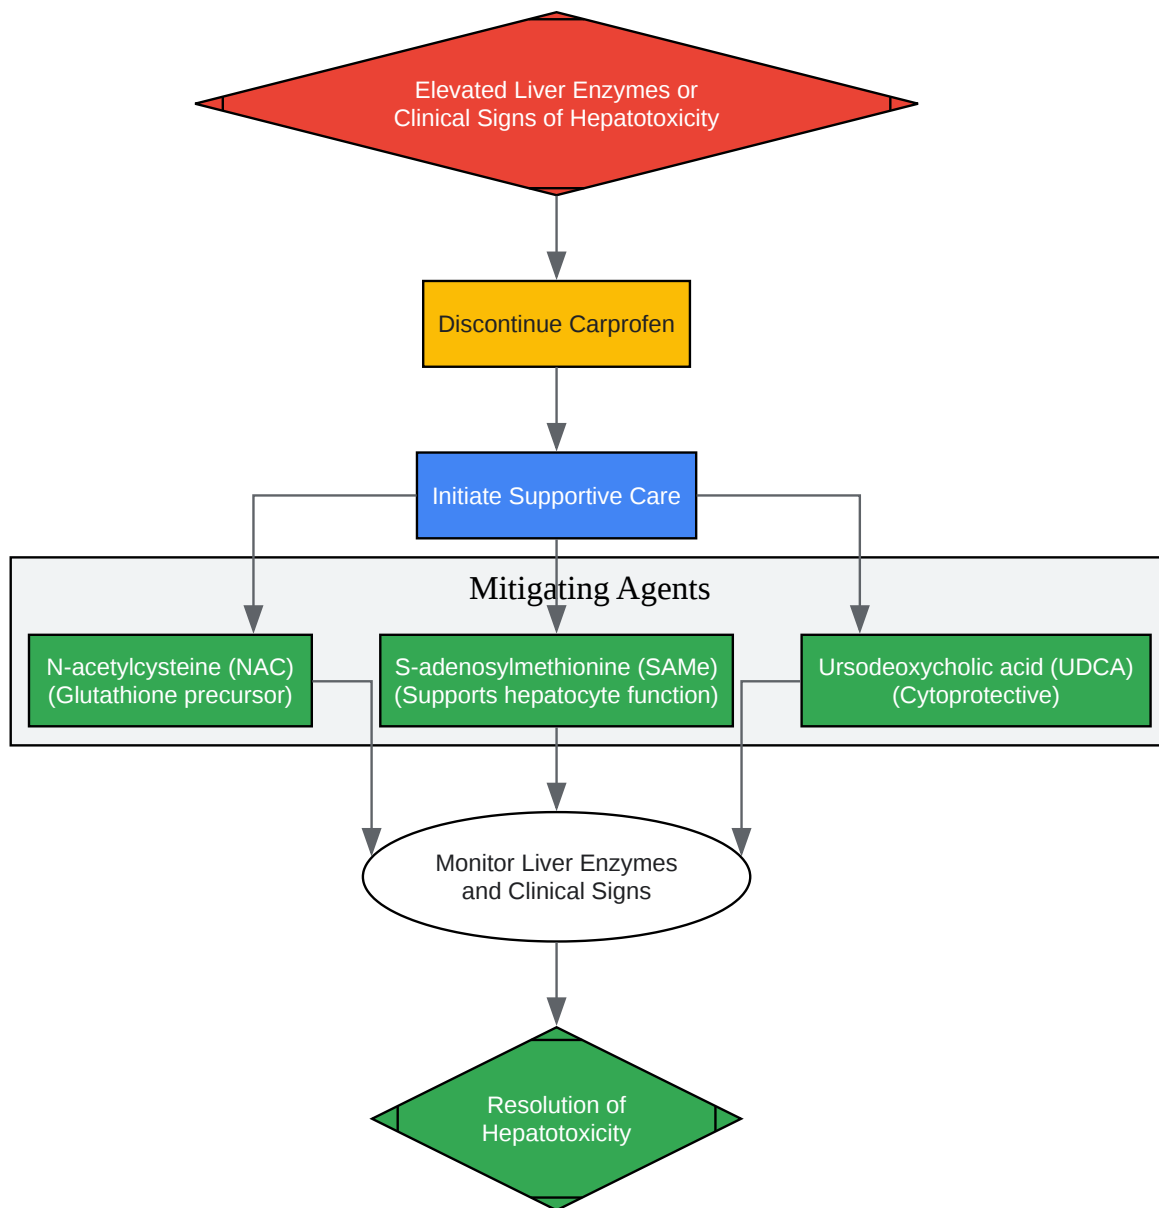 Elevated Liver Enzymes or
Clinical Signs of Hepatotoxicity
Discontinue Carprofen
Initiate Supportive Care
Mitigating Agents
N-acetylcysteine (NAC)
(Glutathione precursor)
S-adenosylmethionine (SAMe)
(Supports hepatocyte function)
Ursodeoxycholic acid (UDCA)
(Cytoprotective)
Monitor Liver Enzymes
and Clinical Signs
Resolution of
Hepatotoxicity